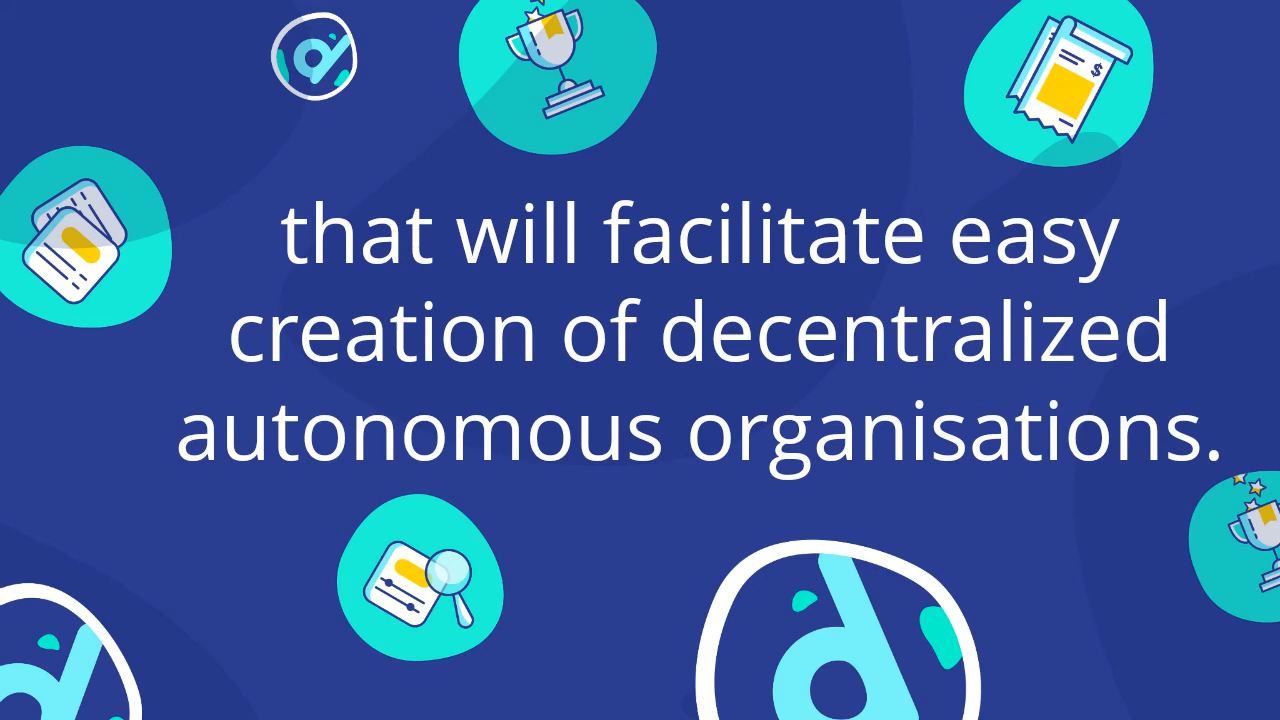 that will facilitate easy
creation of decentralized
autonomous organisations.